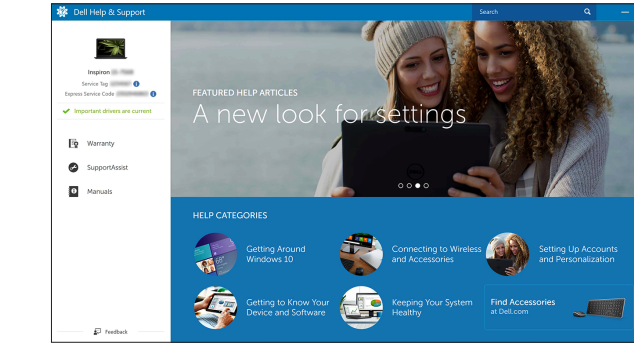 Dell Help & Support
Search
Inspiron
Service Tag
Express Service Code
Important drivers are current
Warranty
SupportAssist
Manuals
Feedback
FEATURED HELP ARTICLES
A new look for settings
DELL
HELP CATEGORIES
Getting Around
Windows 10
Connecting to Wireless
and Accessories
Setting Up Accounts
and Personalization
Getting to Know Your
Device and Software
Keeping Your System
Healthy
Find Accessories
at Dell.com